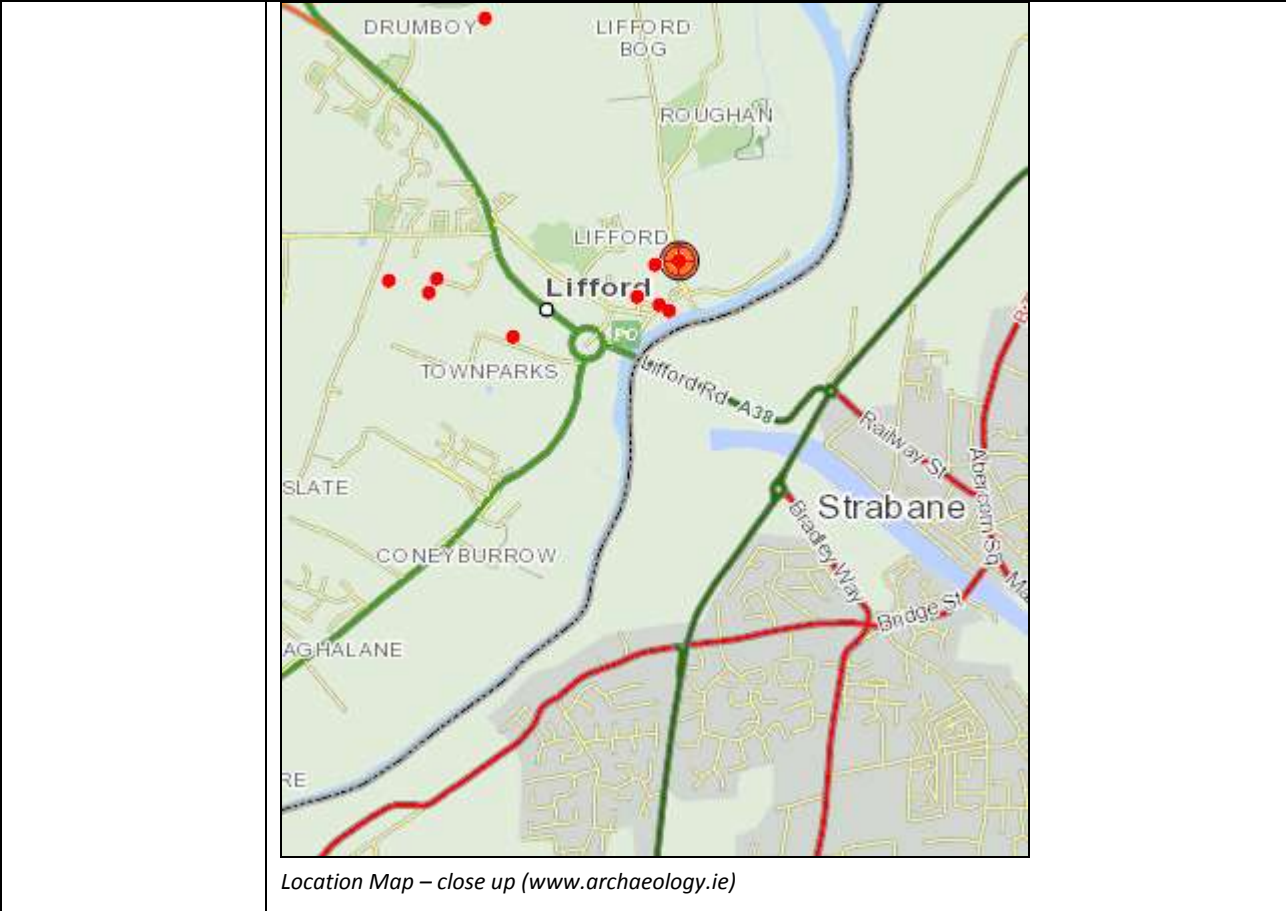 DRUMBOY
LIFFORD
BOG
ROUGHAN
LIFFORD
Lifford
PO
TOWNPARKS
Lifford Rd A38
Railway St
SLATE
Strabane
Abercorn Sq
Bradley Way
CONEYBURROW
Bridge St
AGHALANE
RE
Location Map – close up (www.archaeology.ie)